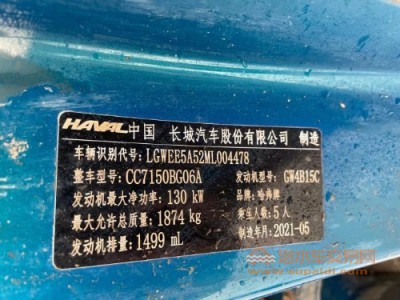 HAVAL 中国 长城汽车股份有限公司 制造
车辆识别代号: LGWEE5A52ML004478
整车型号: CC7150BG06A 发动机型号: GW4B15C
发动机最大净功率: 130 kW 品牌: 哈弗牌
最大允许总质量: 1874 kg 乘坐人数: 5 人
发动机排量: 1499 mL 制造年月: 2021-05